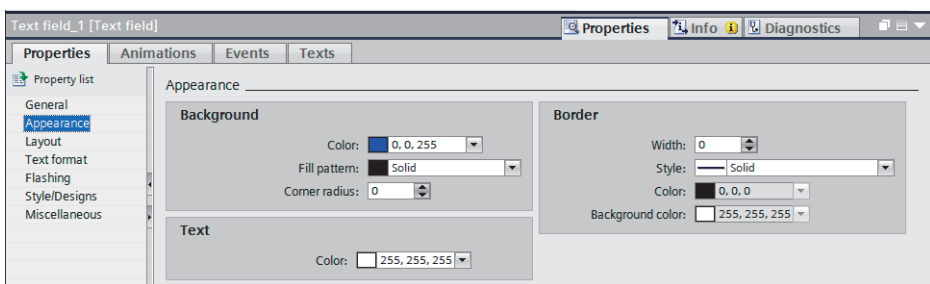 Text field_1 [Text field]
Properties Info Diagnostics
Properties Animations Events Texts
Property list
General
Appearance
Layout
Text format
Flashing
Style/Designs
Miscellaneous
Appearance
Background
Color: 0, 0, 255
Fill pattern: Solid
Corner radius: 0
Text
Color: 255, 255, 255
Border
Width: 0
Style: Solid
Color: 0, 0, 0
Background color: 255, 255, 255